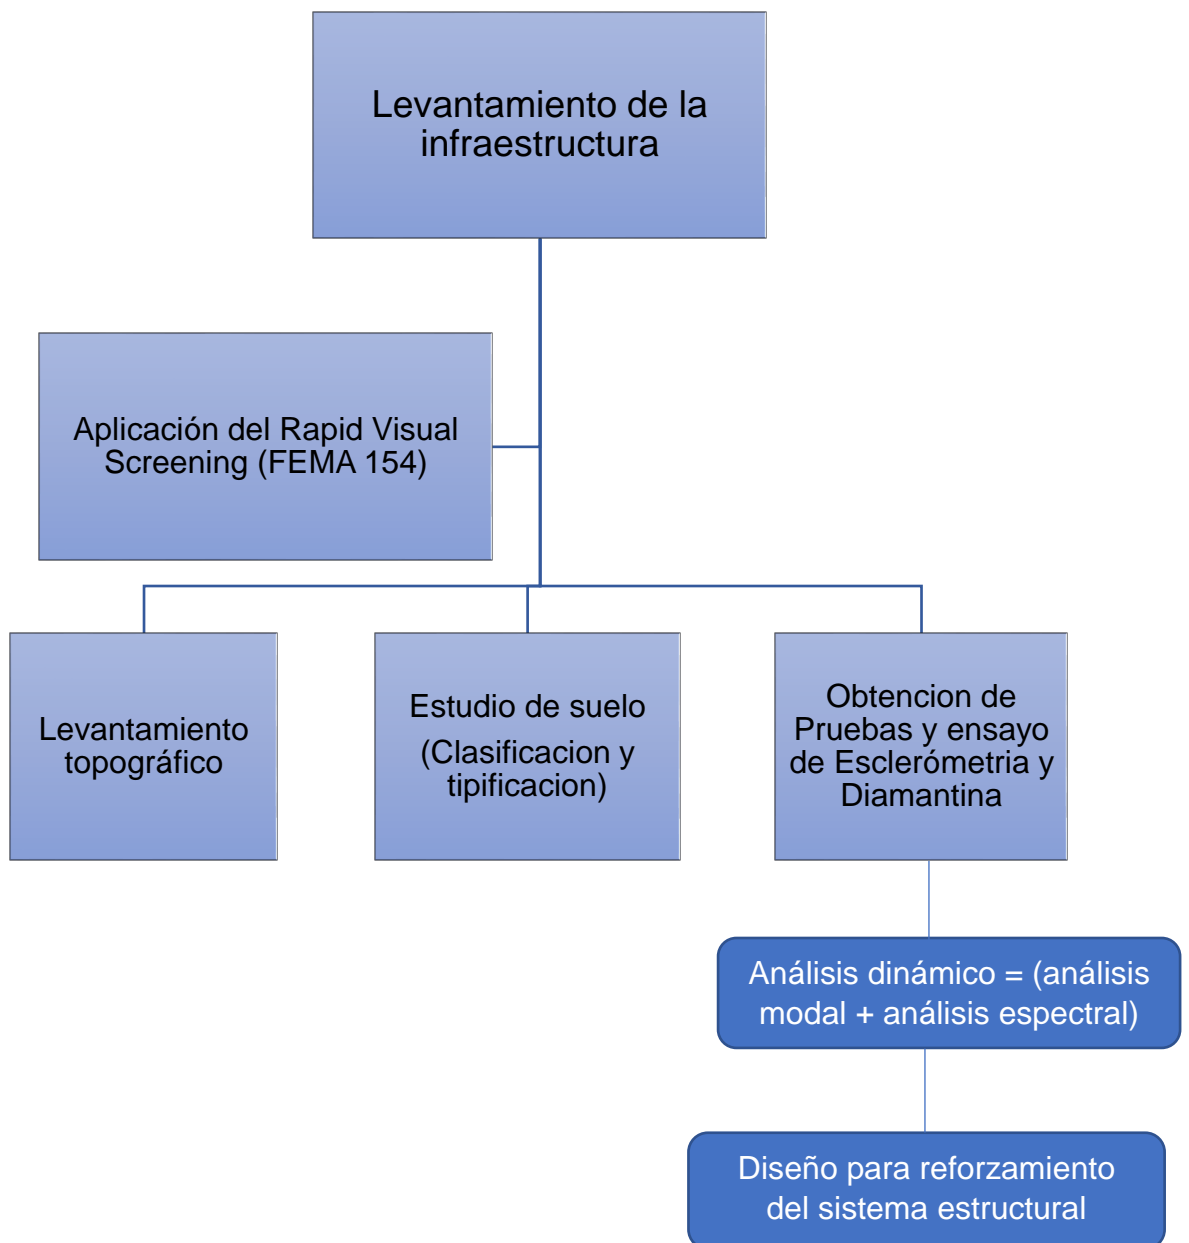 Levantamiento de la
infraestructura
Aplicación del Rapid Visual
Screening (FEMA 154)
Levantamiento
topográfico
Estudio de suelo
(Clasificacion y
tipificacion)
Obtencion de
Pruebas y ensayo
de Esclerómetria y
Diamantina
Análisis dinámico = (análisis
modal + análisis espectral)
Diseño para reforzamiento
del sistema estructural